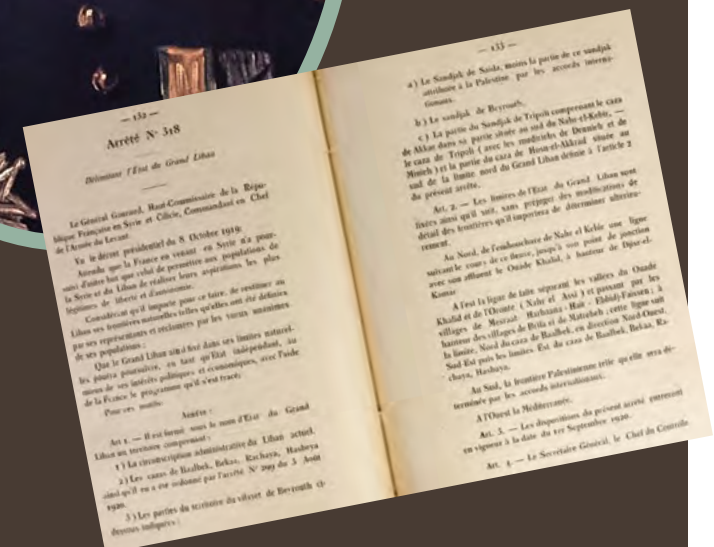 — 132 —
Arrêté N° 318
Délimitant l'Etat du Grand Liban
Le Général Gouraud, Haut-Commissaire de la Répu-
blique Française en Syrie et Cilicie, Commandant en Chef
de l'Armée du Levant.
Vu le décret présidentiel du 8 Octobre 1919;
Attendu que la France en venant en Syrie n'a pour-
suivi d'autre but que celui de permettre aux populations de
la Syrie et du Liban de réaliser leurs aspirations les plus
légitimes de liberté et d'autonomie.
Considérant qu'il importe pour ce faire, de restituer au
Liban ses frontières naturelles telles qu'elles ont été définies
par ses représentants et réclamées par les vœux unanimes
de ses populations;
Que le Grand Liban ainsi fixé dans ses limites naturel-
les pourra poursuivre, en tant qu'Etat indépendant, au
mieux de ses intérêts politiques et économiques, avec l'aide
de la France le programme qu'il s'est tracé;
Pour ces motifs.
Arrête:
Art 1. — Il est formé sous le nom d'Etat du Grand
Liban un territoire comprenant:
1) La circonscription administrative du Liban actuel.
2) Les cazas de Baalbek, Bekaa, Rachaya, Hasbaya
ainsi qu'il en a été ordonné par l'arrêté N° 299 du 3 Août
1920.
3) Les parties du territoire du vilayet de Beyrouth ci-
dessous indiquées:
— 133 —
a) Le Sandjak de Saida, moins la partie de ce sandjak
attribuée à la Palestine par les accords interna-
tionaux.
b) Le sandjak de Beyrouth.
c) La partie du Sandjak de Tripoli comprenant le caza
de Akkar dans sa partie située au sud du Nahr-el-Kebir, —
le caza de Tripoli (avec les mediriehs de Dennieh et de
Minieh) et la partie du caza de Hosn-el-Akkrad située au
sud de la limite nord du Grand Liban définie à l'article 2
du présent arrêté.
Art. 2. — Les limites de l'Etat du Grand Liban sont
fixées ainsi qu'il suit, sans préjuger des modifications de
détail des frontières qu'il importera de déterminer ultérieu-
rement.
Au Nord, de l'embouchure de Nahr el Kebir une ligne
suivant le cours de ce fleuve, jusqu'à son point de jonction
avec son affluent le Ouade Khalid, à hauteur de Djisr-el-
Kamar
A l'est la ligne de faîte séparant les vallées du Ouade
Khalid et de l'Oronte (Nahr el Assi) et passant par les
villages de Mesraat Harbaana - Hait - Ebish - Faissan; à
hauteur des villages de Brifa et de Matrebeh; cette ligne suit
la limite, Nord du caza de Baalbek, en direction Nord-Ouest,
Sud Est puis les limites Est du caza de Baalbek, Bekaa, Ra-
chaya, Hasbaya.
Au Sud, la frontière Palestinienne telle qu'elle sera dé-
terminée par les accords internationaux.
A l'Ouest la Méditerranée.
Art. 3. — Les dispositions du présent arrêté entreront
en vigueur à la date du 1er Septembre 1920.
Art. 4. — Le Secrétaire Général, le Chef du Contrôle